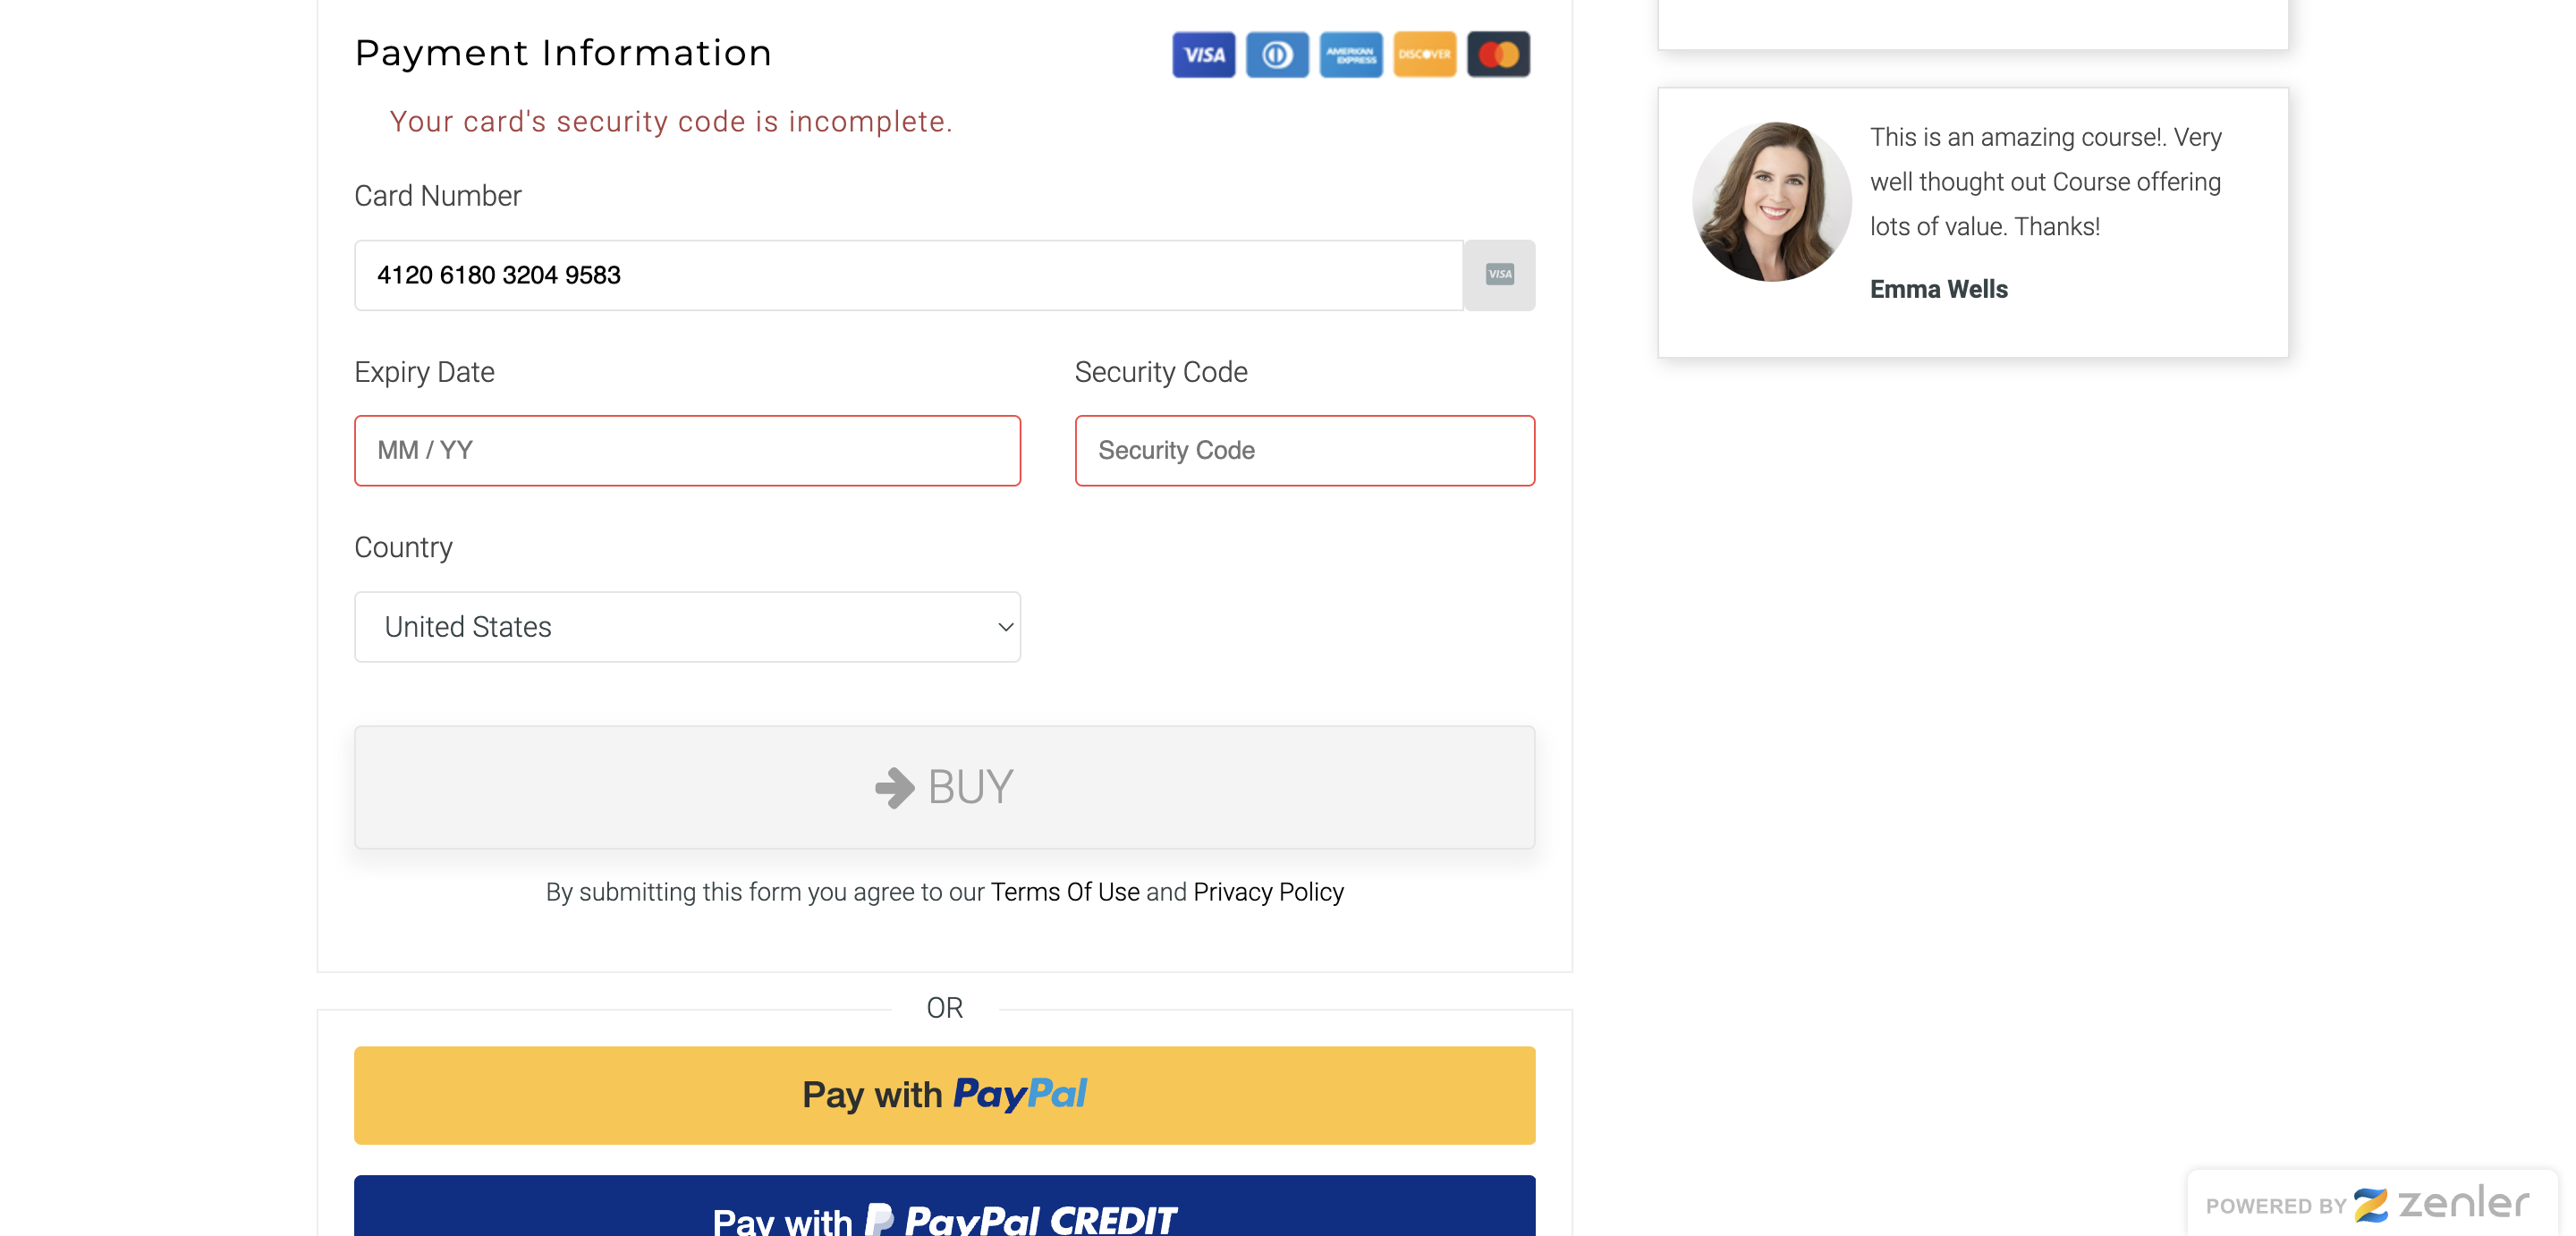 Payment Information
VISA
AMERICAN EXPRESS
DISCOVER
Your card's security code is incomplete.
Card Number
4120 6180 3204 9583
VISA
Expiry Date
Security Code
MM / YY
Security Code
Country
United States
BUY
By submitting this form you agree to our Terms Of Use and Privacy Policy
OR
Pay with PayPal
Pay with PayPal CREDIT
This is an amazing course!. Very
well thought out Course offering
lots of value. Thanks!
Emma Wells
POWERED BY zenler